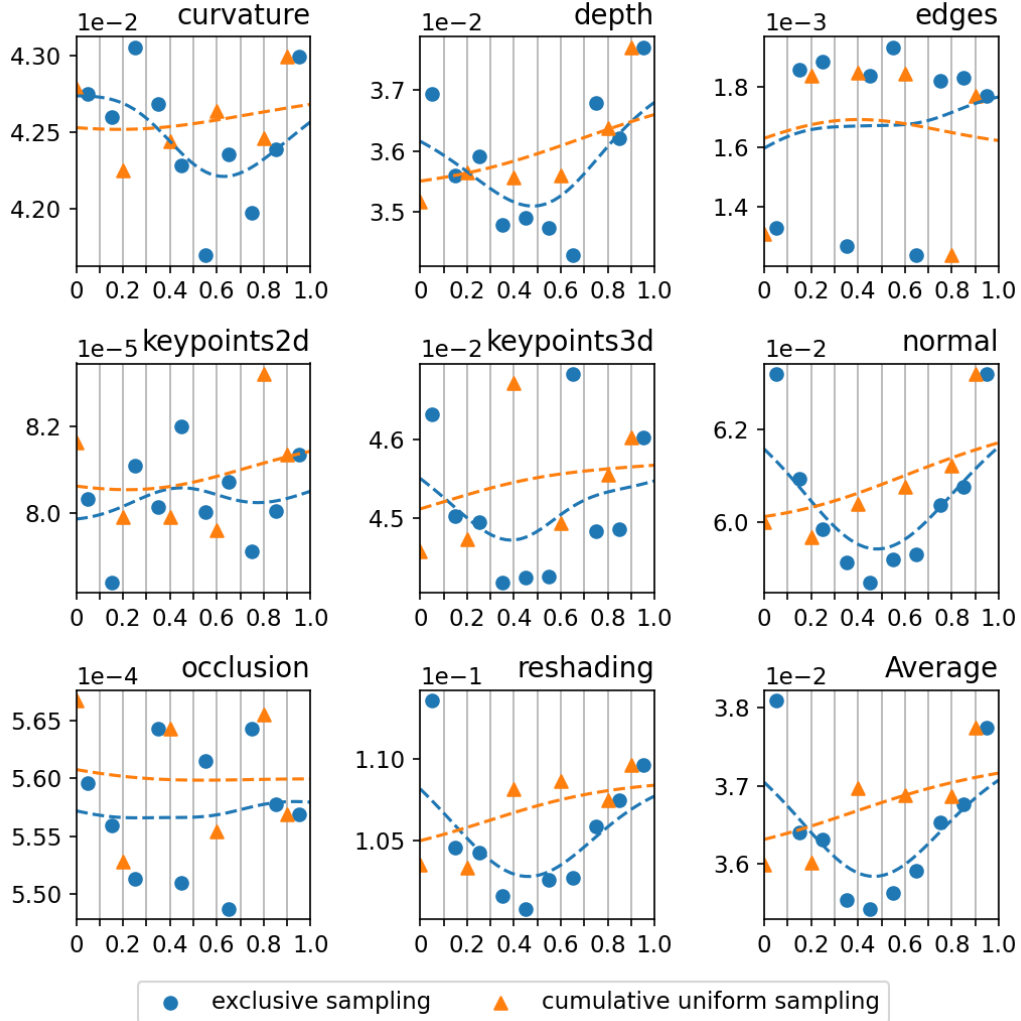 curvature
1e−2
4.30
4.25
4.20
0 0.2 0.4 0.6 0.8 1.0
depth
1e−2
3.7
3.6
3.5
0 0.2 0.4 0.6 0.8 1.0
edges
1e−3
1.8
1.6
1.4
0 0.2 0.4 0.6 0.8 1.0
keypoints2d
1e−5
8.2
8.0
0 0.2 0.4 0.6 0.8 1.0
keypoints3d
1e−2
4.6
4.5
0 0.2 0.4 0.6 0.8 1.0
normal
1e−2
6.2
6.0
0 0.2 0.4 0.6 0.8 1.0
occlusion
1e−4
5.65
5.60
5.55
5.50
0 0.2 0.4 0.6 0.8 1.0
reshading
1e−1
1.10
1.05
0 0.2 0.4 0.6 0.8 1.0
Average
1e−2
3.8
3.7
3.6
0 0.2 0.4 0.6 0.8 1.0
exclusive sampling
cumulative uniform sampling